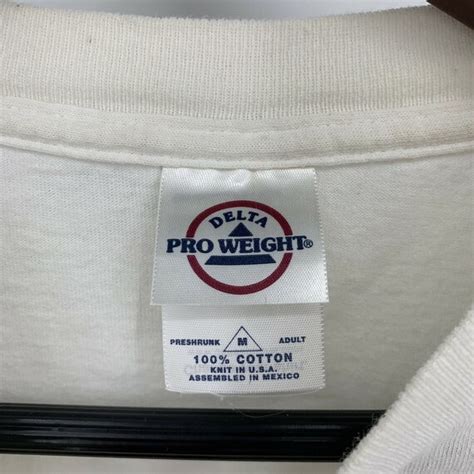 DELTA
PRO WEIGHT®
PRESHRUNK M ADULT
100% COTTON
KNIT IN U.S.A.
ASSEMBLED IN MEXICO